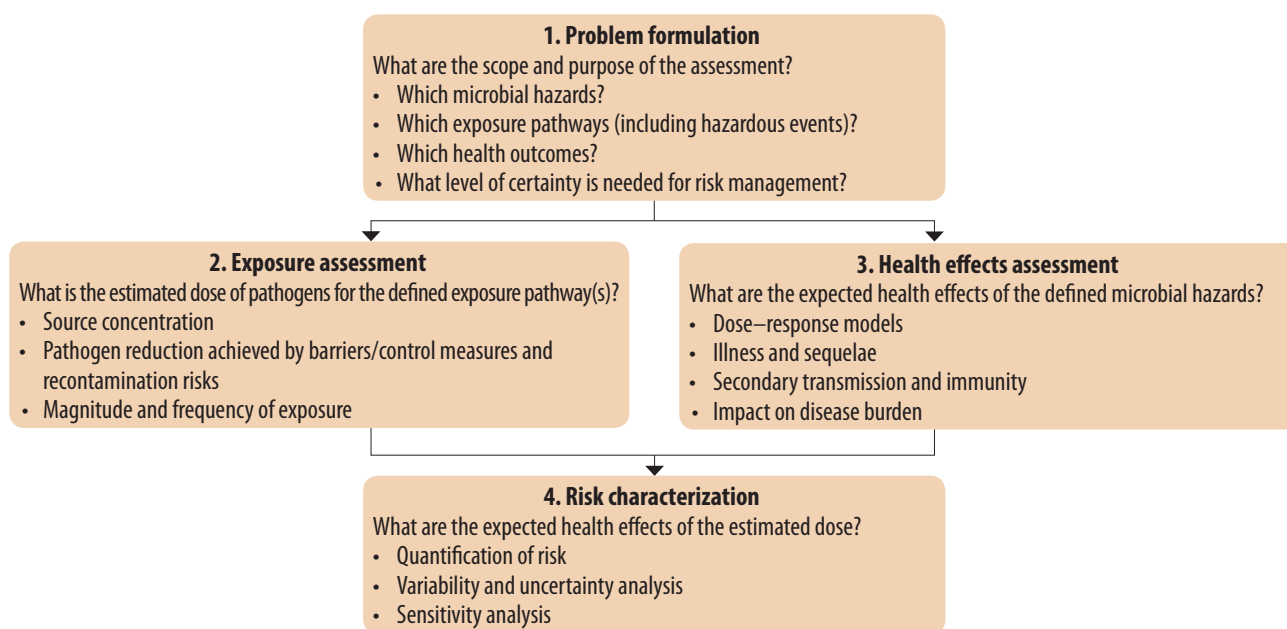 1. Problem formulation
What are the scope and purpose of the assessment?
• Which microbial hazards?
• Which exposure pathways (including hazardous events)?
• Which health outcomes?
• What level of certainty is needed for risk management?
2. Exposure assessment
What is the estimated dose of pathogens for the defined exposure pathway(s)?
• Source concentration
• Pathogen reduction achieved by barriers/control measures and
recontamination risks
• Magnitude and frequency of exposure
3. Health effects assessment
What are the expected health effects of the defined microbial hazards?
• Dose–response models
• Illness and sequelae
• Secondary transmission and immunity
• Impact on disease burden
4. Risk characterization
What are the expected health effects of the estimated dose?
• Quantification of risk
• Variability and uncertainty analysis
• Sensitivity analysis